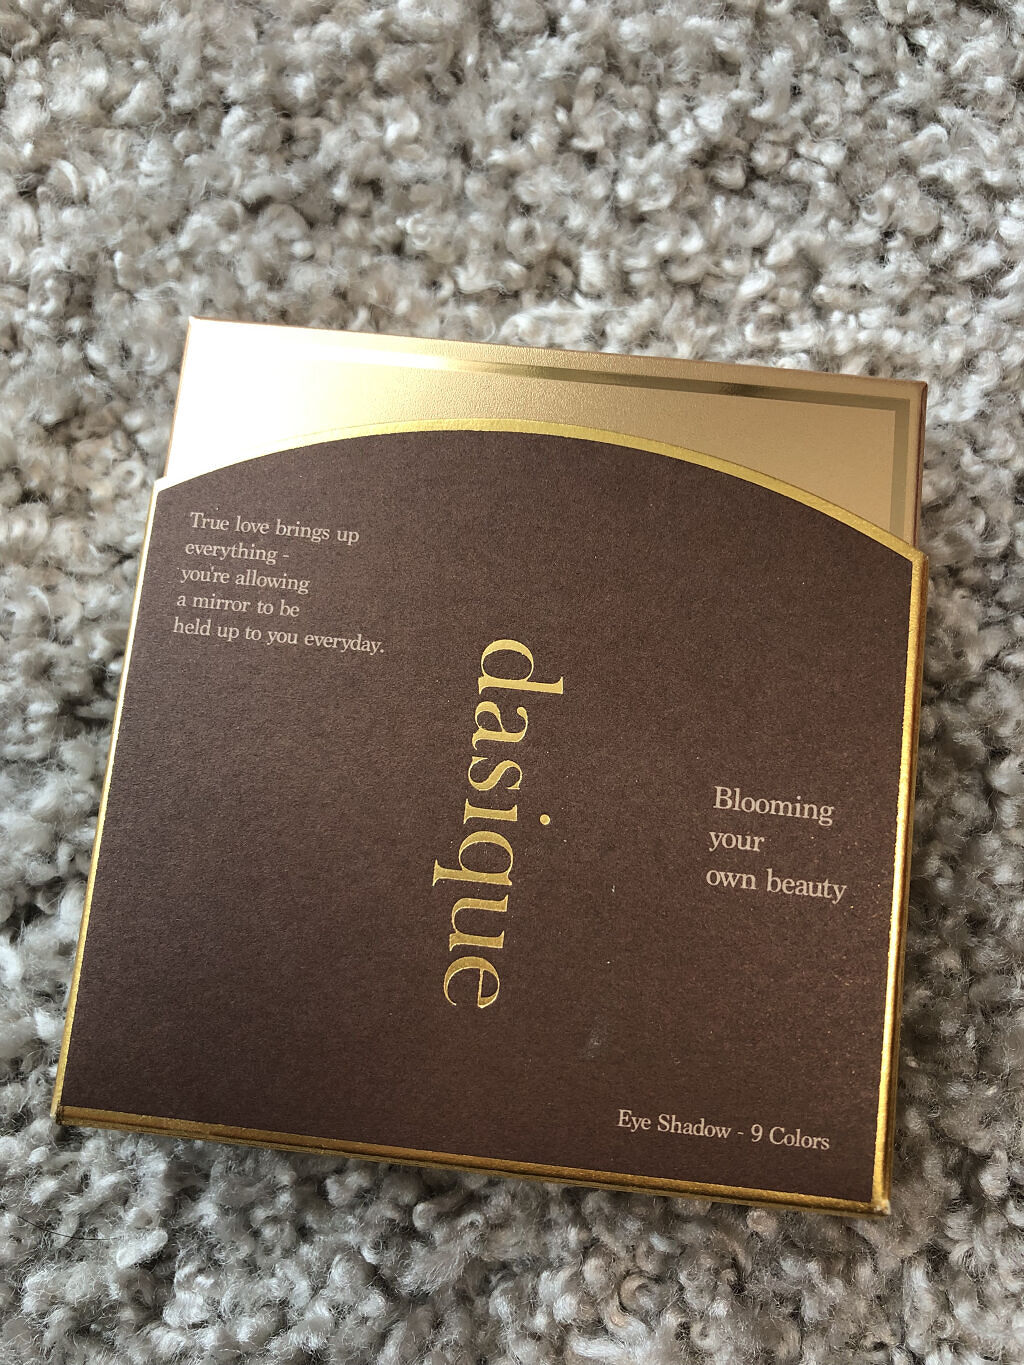 True love brings up
everything -
you're allowing
a mirror to be
held up to you everyday.
dasique
Blooming
your
own beauty
Eye Shadow - 9 Colors